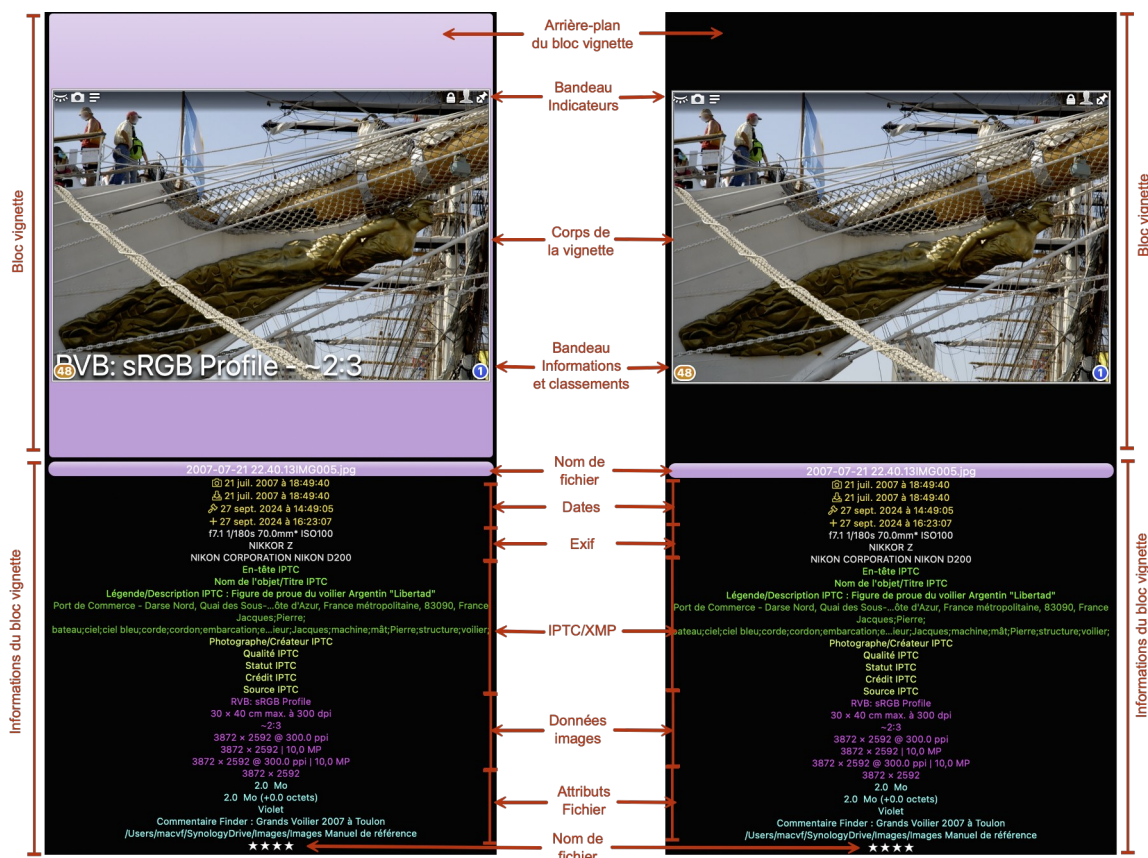 Arrière-plan
du bloc vignette
Bandeau
Indicateurs
Corps de
la vignette
Bandeau
Informations
et classements
Nom de
fichier
Dates
Exif
IPTC/XMP
Données
images
Attributs
Fichier
Nom de
fichier
Bloc vignette
Informations du bloc vignette
RVB: sRGB Profile - ~2:3
48
1
2007-07-21 22.40.13IMG005.jpg
21 juil. 2007 à 18:49:40
21 juil. 2007 à 18:49:40
27 sept. 2024 à 14:49:05
+ 27 sept. 2024 à 16:23:07
f7.1 1/180s 70.0mm* ISO100
NIKKOR Z
NIKON CORPORATION NIKON D200
En-tête IPTC
Nom de l'objet/Titre IPTC
Légende/Description IPTC : Figure de proue du voilier Argentin "Libertad"
Port de Commerce - Darse Nord, Quai des Sous-...ôte d'Azur, France métropolitaine, 83090, France
Jacques;Pierre;
bateau;ciel;ciel bleu;corde;cordon;embarcation;e...ieur;Jacques;machine;mât;Pierre;structure;voilier;
Photographe/Créateur IPTC
Qualité IPTC
Statut IPTC
Crédit IPTC
Source IPTC
RVB: sRGB Profile
30 × 40 cm max. à 300 dpi
~2:3
3872 × 2592 @ 300.0 ppi
3872 × 2592 | 10,0 MP
3872 × 2592 @ 300.0 ppi | 10,0 MP
3872 × 2592
2.0 Mo
2.0 Mo (+0.0 octets)
Violet
Commentaire Finder : Grands Voilier 2007 à Toulon
/Users/macvf/SynologyDrive/Images/Images Manuel de référence
★★★★
48
1
2007-07-21 22.40.13IMG005.jpg
21 juil. 2007 à 18:49:40
21 juil. 2007 à 18:49:40
27 sept. 2024 à 14:49:05
+ 27 sept. 2024 à 16:23:07
f7.1 1/180s 70.0mm* ISO100
NIKKOR Z
NIKON CORPORATION NIKON D200
En-tête IPTC
Nom de l'objet/Titre IPTC
Légende/Description IPTC : Figure de proue du voilier Argentin "Libertad"
Port de Commerce - Darse Nord, Quai des Sous-...ôte d'Azur, France métropolitaine, 83090, France
Jacques;Pierre;
bateau;ciel;ciel bleu;corde;cordon;embarcation;e...ieur;Jacques;machine;mât;Pierre;structure;voilier;
Photographe/Créateur IPTC
Qualité IPTC
Statut IPTC
Crédit IPTC
Source IPTC
RVB: sRGB Profile
30 × 40 cm max. à 300 dpi
~2:3
3872 × 2592 @ 300.0 ppi
3872 × 2592 | 10,0 MP
3872 × 2592 @ 300.0 ppi | 10,0 MP
3872 × 2592
2.0 Mo
2.0 Mo (+0.0 octets)
Violet
Commentaire Finder : Grands Voilier 2007 à Toulon
/Users/macvf/SynologyDrive/Images/Images Manuel de référence
★★★★
Bloc vignette
Informations du bloc vignette